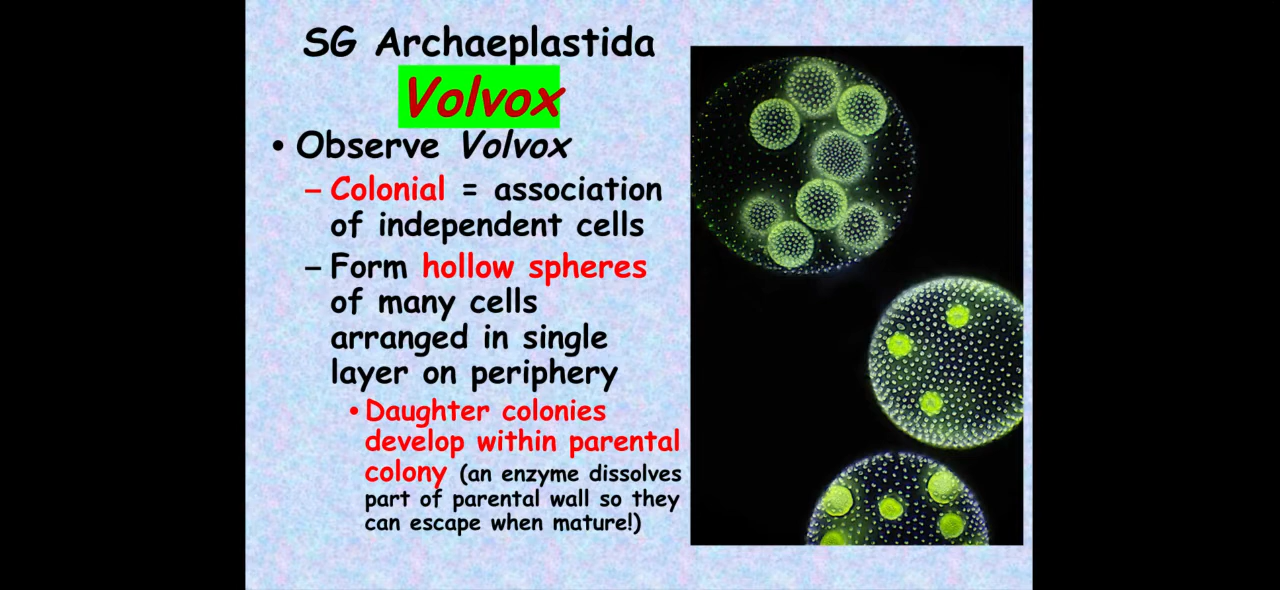 SG Archaeplastida
Volvox
• Observe Volvox
– Colonial = association
of independent cells
– Form hollow spheres
of many cells
arranged in single
layer on periphery
• Daughter colonies
develop within parental
colony (an enzyme dissolves
part of parental wall so they
can escape when mature!)